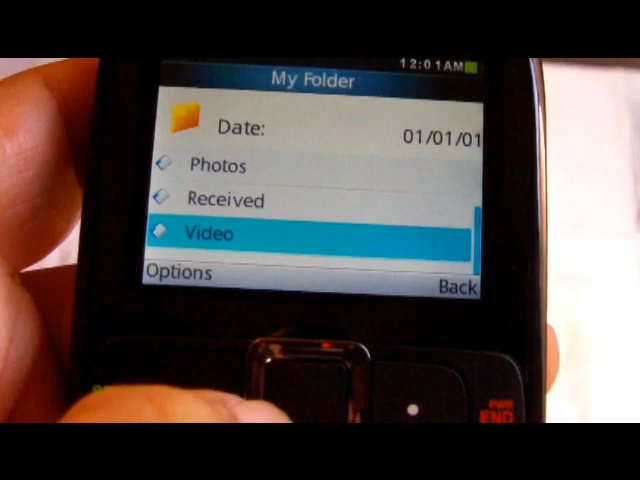 12:01AM
My Folder
Date:
01/01/01
Photos
Received
Video
Options
Back
PWR
END